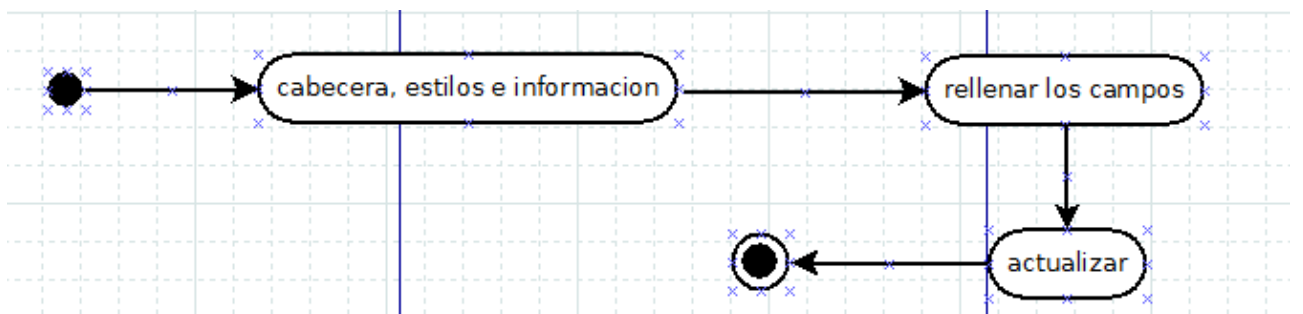 cabecera, estilos e informacion
rellenar los campos
actualizar